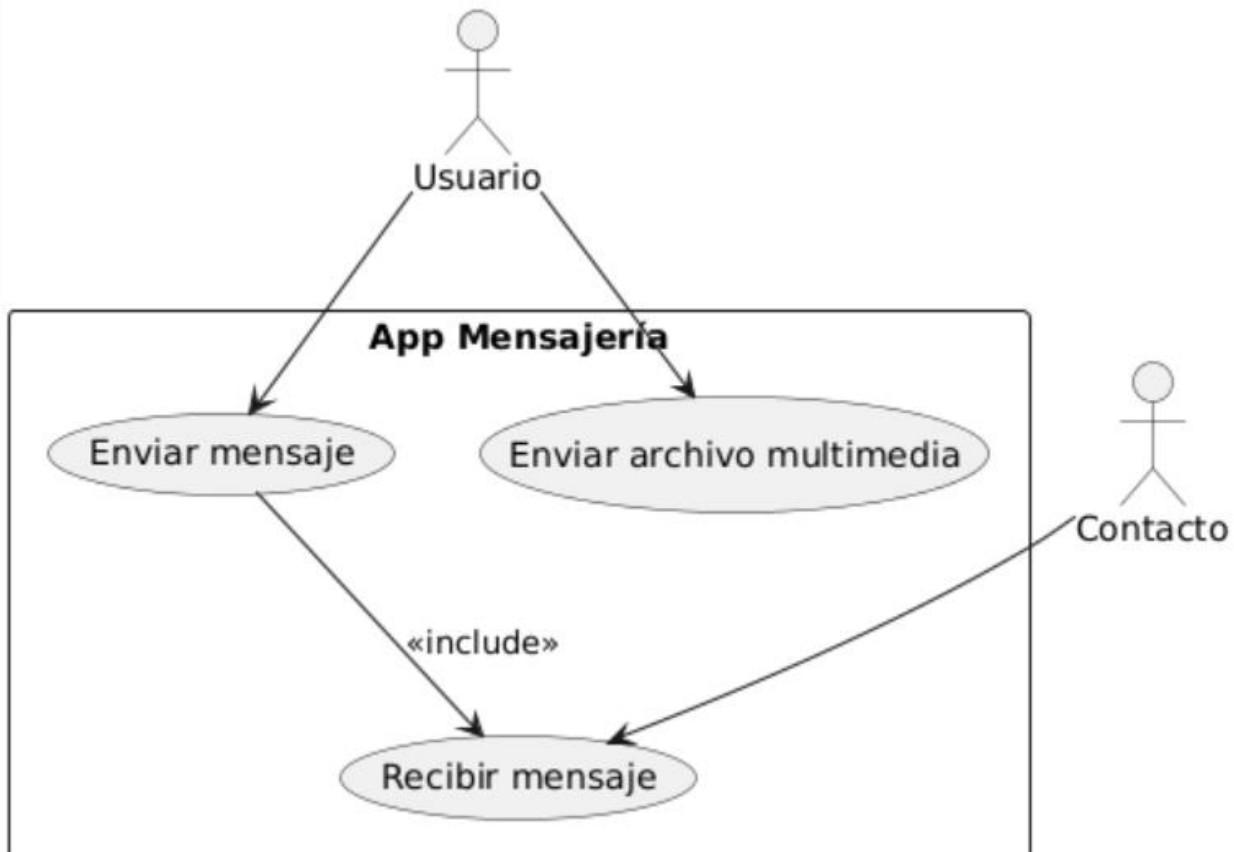 Usuario
App Mensajería
Enviar mensaje
Enviar archivo multimedia
Contacto
«include»
Recibir mensaje